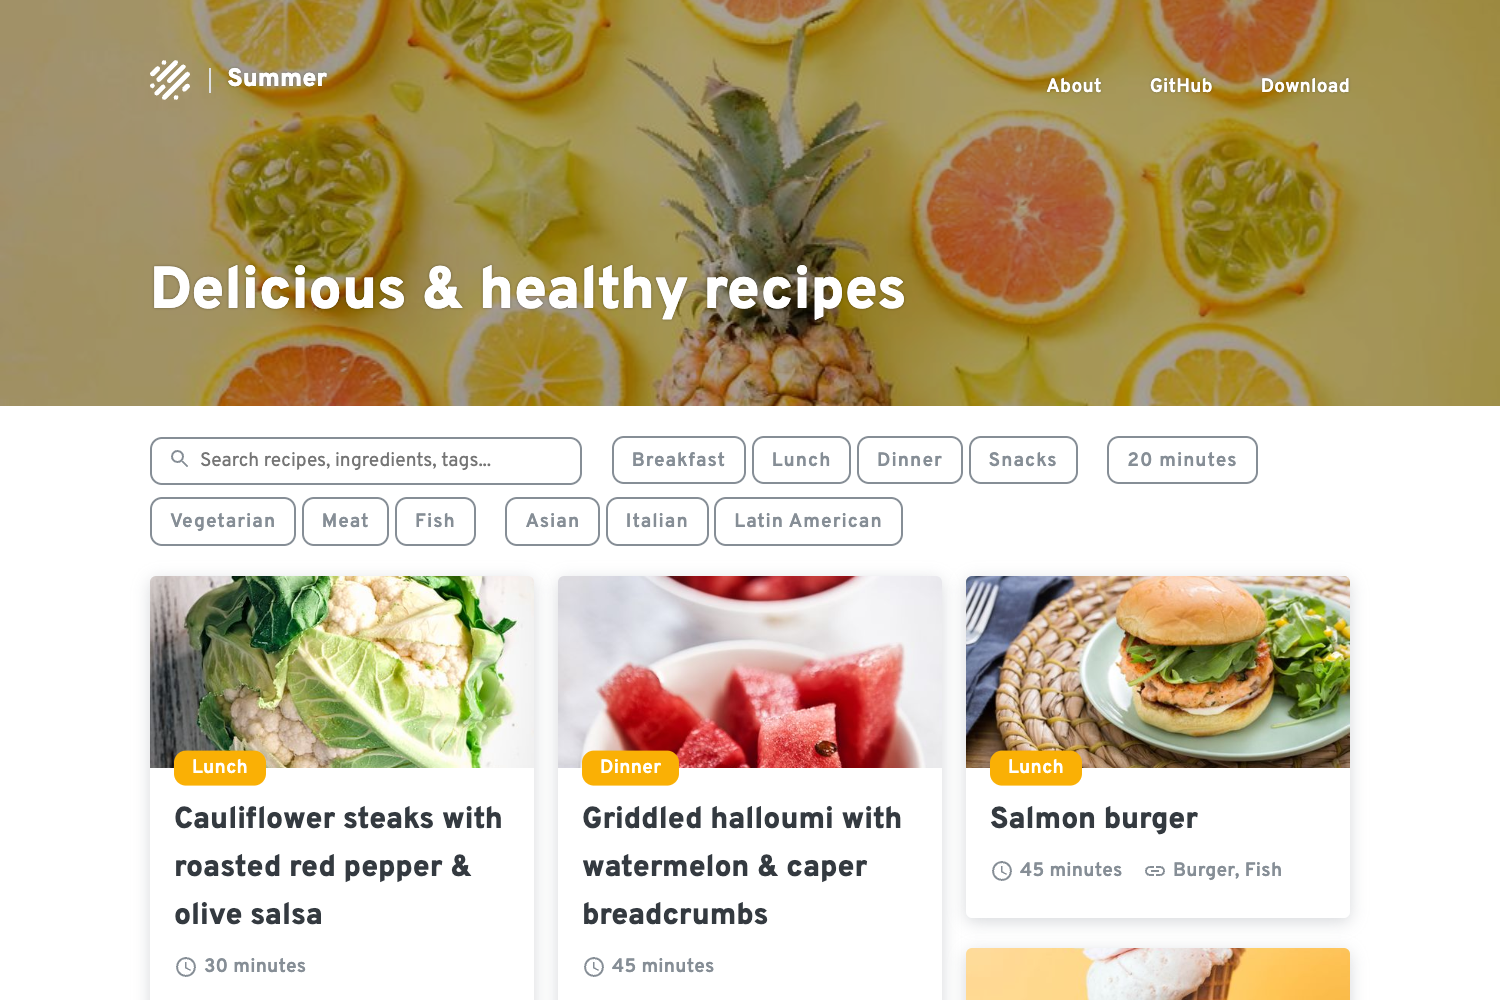 Summer
About GitHub Download
Delicious & healthy recipes
Search recipes, ingredients, tags... Breakfast Lunch Dinner Snacks 20 minutes
Vegetarian Meat Fish Asian Italian Latin American
Lunch
Cauliflower steaks with
roasted red pepper &
olive salsa
30 minutes
Dinner
Griddled halloumi with
watermelon & caper
breadcrumbs
45 minutes
Lunch
Salmon burger
45 minutes Burger, Fish